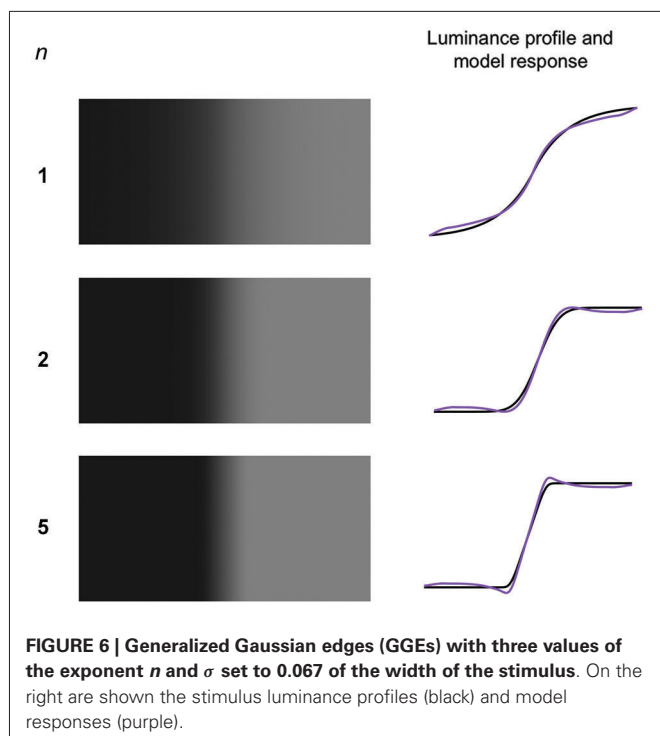 n
Luminance profile and
model response
1
2
5
FIGURE 6 | Generalized Gaussian edges (GGEs) with three values of
the exponent n and σ set to 0.067 of the width of the stimulus. On the
right are shown the stimulus luminance profiles (black) and model
responses (purple).